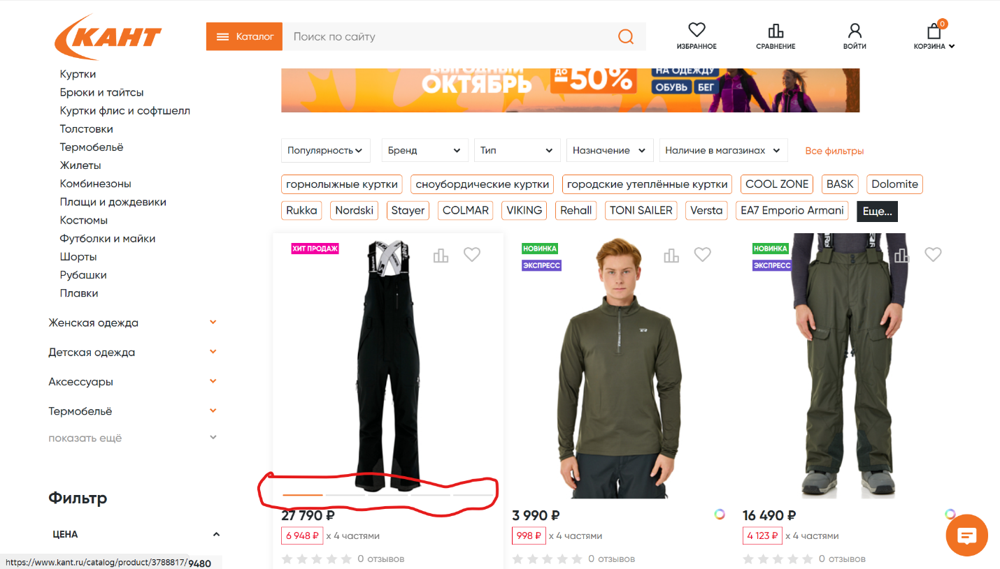 КАНТ
Каталог
Поиск по сайту
ИЗБРАННОЕ
СРАВНЕНИЕ
ВОЙТИ
0
КОРЗИНА
Куртки
Брюки и тайтсы
Куртки флис и софтшелл
Толстовки
Термобельё
Жилеты
Комбинезоны
Плащи и дождевики
Костюмы
Футболки и майки
Шорты
Рубашки
Плавки
Женская одежда
Детская одежда
Аксессуары
Термобельё
показать ещё
Фильтр
ЦЕНА
9480
https://www.kant.ru/catalog/product/3788817/
ВЫГОДНЫЙ
ОКТЯБРЬ
ДО
-50%
НА ОДЕЖДУ
ОБУВЬ БЕГ
Популярность Бренд Тип Назначение Наличие в магазинах Все фильтры
горнолыжные куртки сноубордические куртки городские утеплённые куртки COOL ZONE BASK Dolomite
Rukka Nordski Stayer COLMAR VIKING Rehall TONI SAILER Versta EA7 Emporio Armani Еще...
ХИТ ПРОДАЖ
27 790 ₽
6 948 ₽ x 4 частями
0 отзывов
НОВИНКА
ЭКСПРЕСС
3 990 ₽
998 ₽ x 4 частями
0 отзывов
НОВИНКА
ЭКСПРЕСС
16 490 ₽
4 123 ₽ x 4 частями
0 отзывов